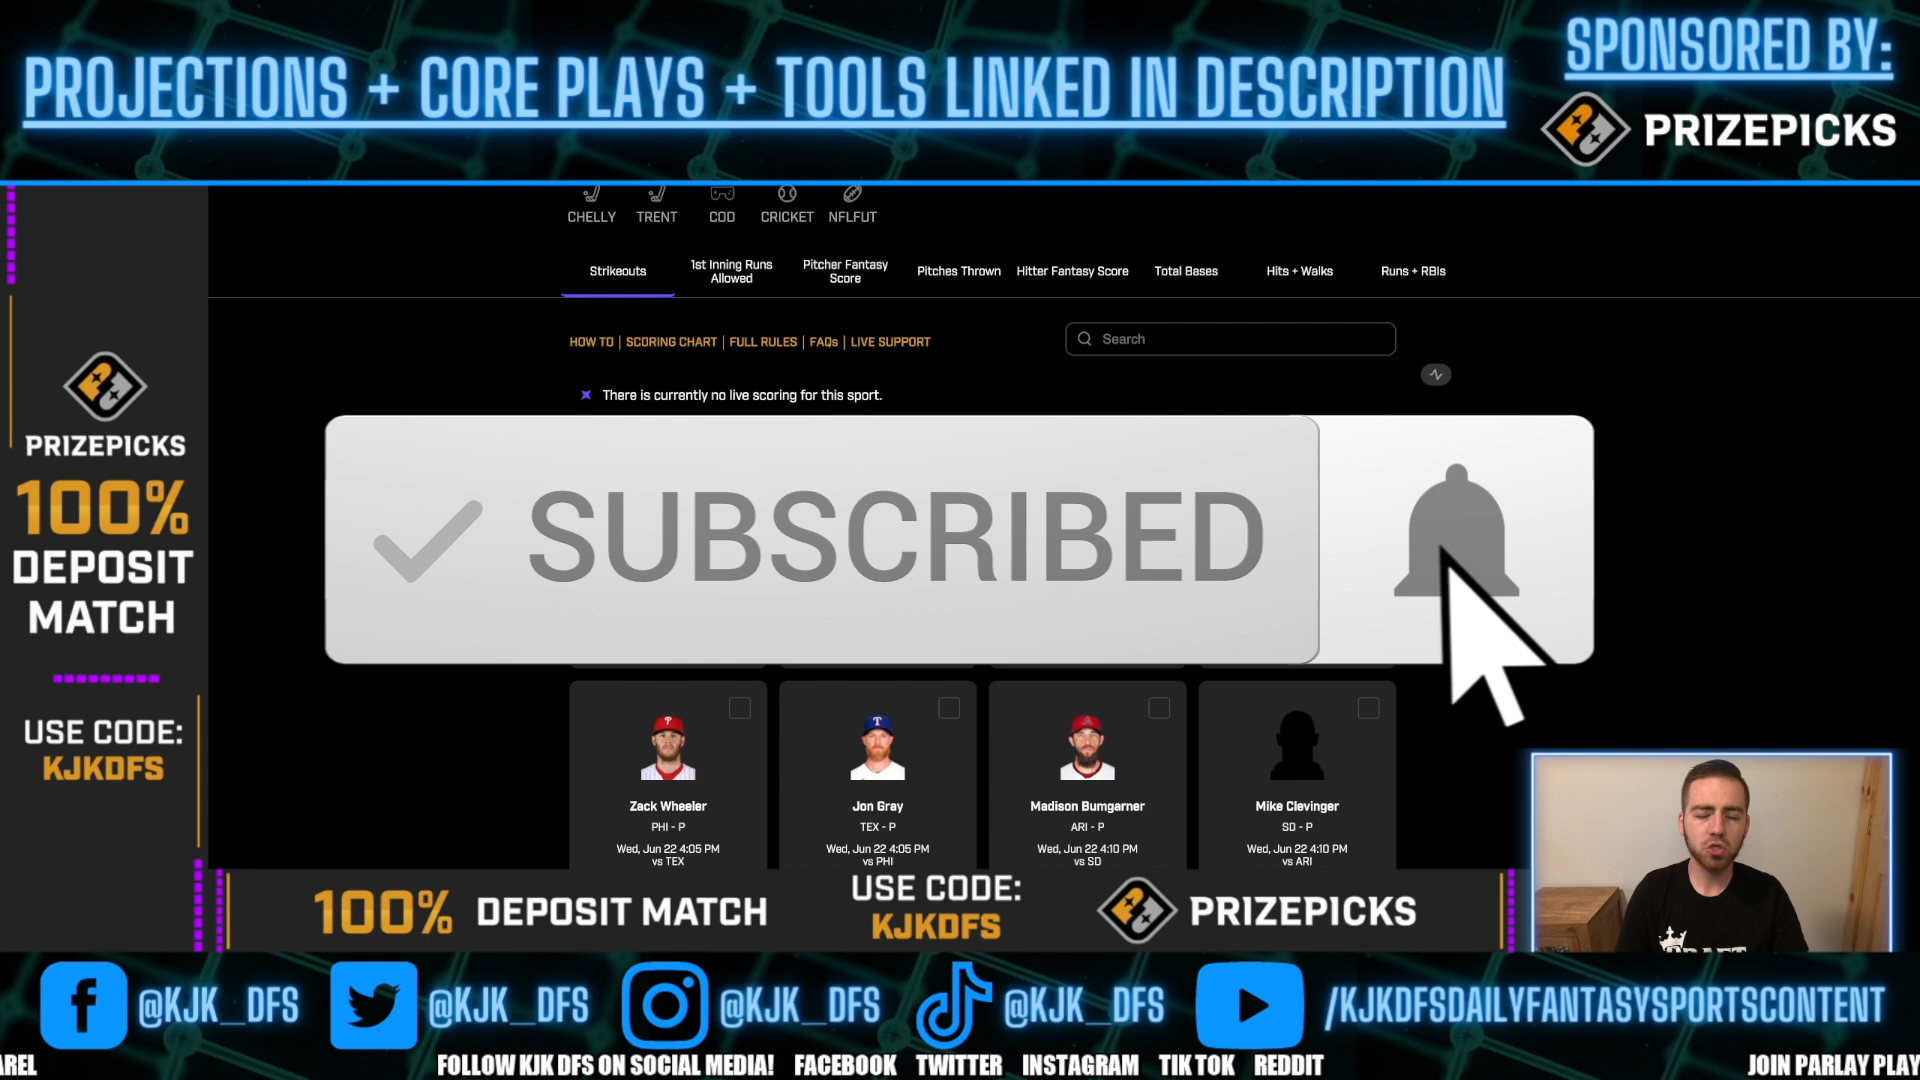 PROJECTIONS + CORE PLAYS + TOOLS LINKED IN DESCRIPTION
SPONSORED BY:
PRIZEPICKS
CHELLY TRENT COD CRICKET NFLFUT
Strikeouts
1st Inning Runs
Allowed
Pitcher Fantasy
Score
Pitches Thrown
Hitter Fantasy Score
Total Bases
Hits + Walks
Runs + RBIs
HOW TO | SCORING CHART | FULL RULES | FAQs | LIVE SUPPORT
Search
There is currently no live scoring for this sport.
SUBSCRIBED
PRIZEPICKS
100%
DEPOSIT
MATCH
USE CODE:
KJKDFS
Zack Wheeler
PHI - P
Wed, Jun 22 4:05 PM
vs TEX
Jon Gray
TEX - P
Wed, Jun 22 4:05 PM
vs PHI
Madison Bumgarner
ARI - P
Wed, Jun 22 4:10 PM
vs SD
Mike Clevinger
SD - P
Wed, Jun 22 4:10 PM
vs ARI
100% DEPOSIT MATCH
USE CODE:
KJKDFS
PRIZEPICKS
@KJK_DFS @KJK_DFS @KJK_DFS @KJK_DFS /KJKDFSDAILYFANTASYSPORTSCONTENT
AREL FOLLOW KJK DFS ON SOCIAL MEDIA! FACEBOOK TWITTER INSTAGRAM TIK TOK REDDIT JOIN PARLAY PLAY